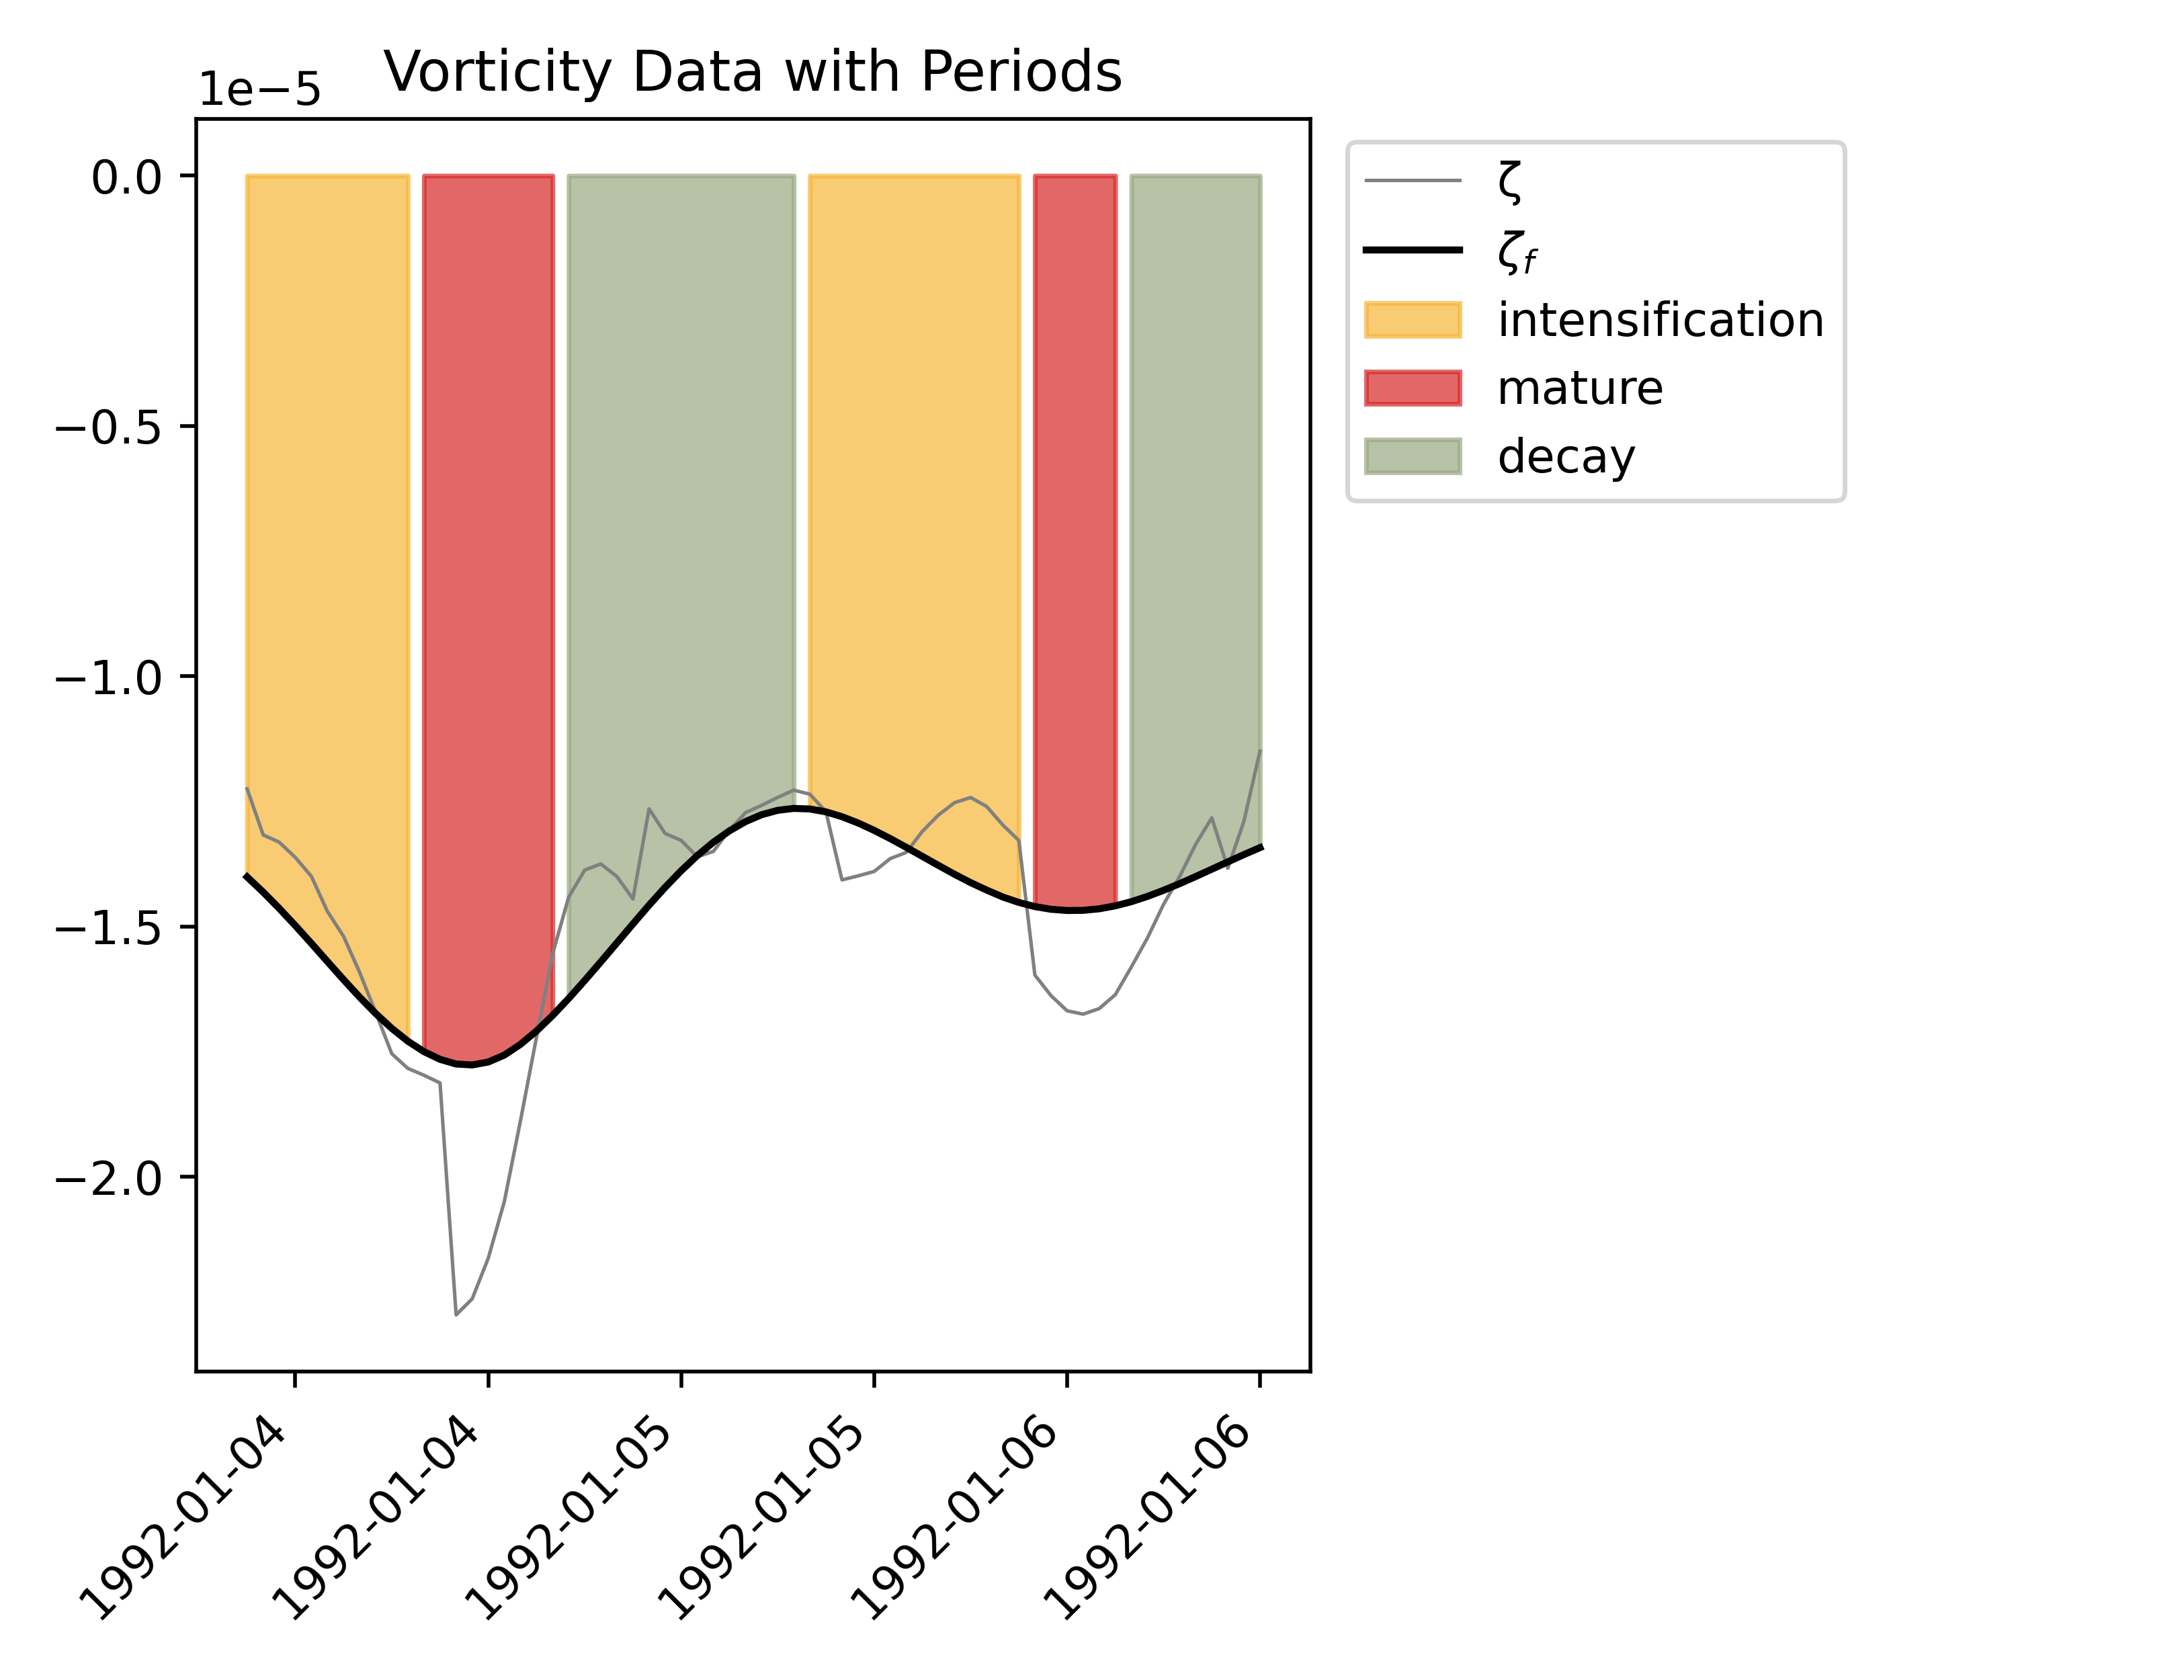 Vorticity Data with Periods
1e−5
0.0
−0.5
−1.0
−1.5
−2.0
1992-01-04
1992-01-04
1992-01-05
1992-01-05
1992-01-06
1992-01-06
ζ
ζf
intensification
mature
decay